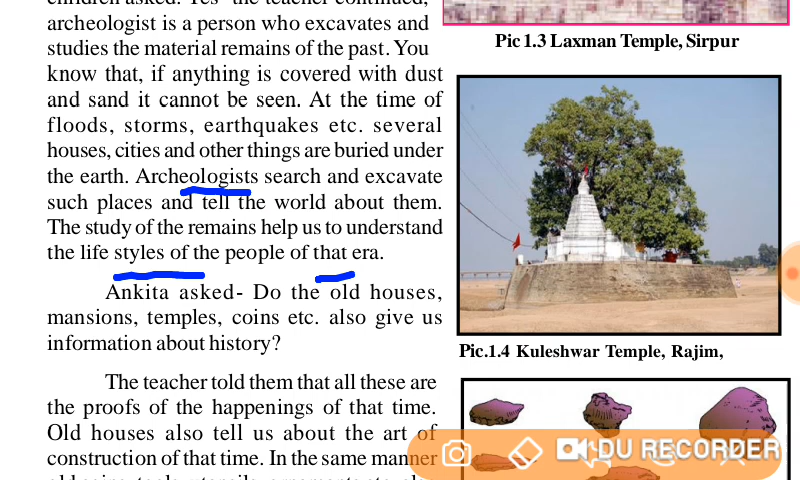 archeologist is a person who excavates and
studies the material remains of the past. You
know that, if anything is covered with dust
and sand it cannot be seen. At the time of
floods, storms, earthquakes etc. several
houses, cities and other things are buried under
the earth. Archeologists search and excavate
such places and tell the world about them.
The study of the remains help us to understand
the life styles of the people of that era.
Ankita asked- Do the old houses,
mansions, temples, coins etc. also give us
information about history?
The teacher told them that all these are
the proofs of the happenings of that time.
Old houses also tell us about the art of
construction of that time. In the same manner
Pic 1.3 Laxman Temple, Sirpur
Pic.1.4 Kuleshwar Temple, Rajim,
DU RECORDER